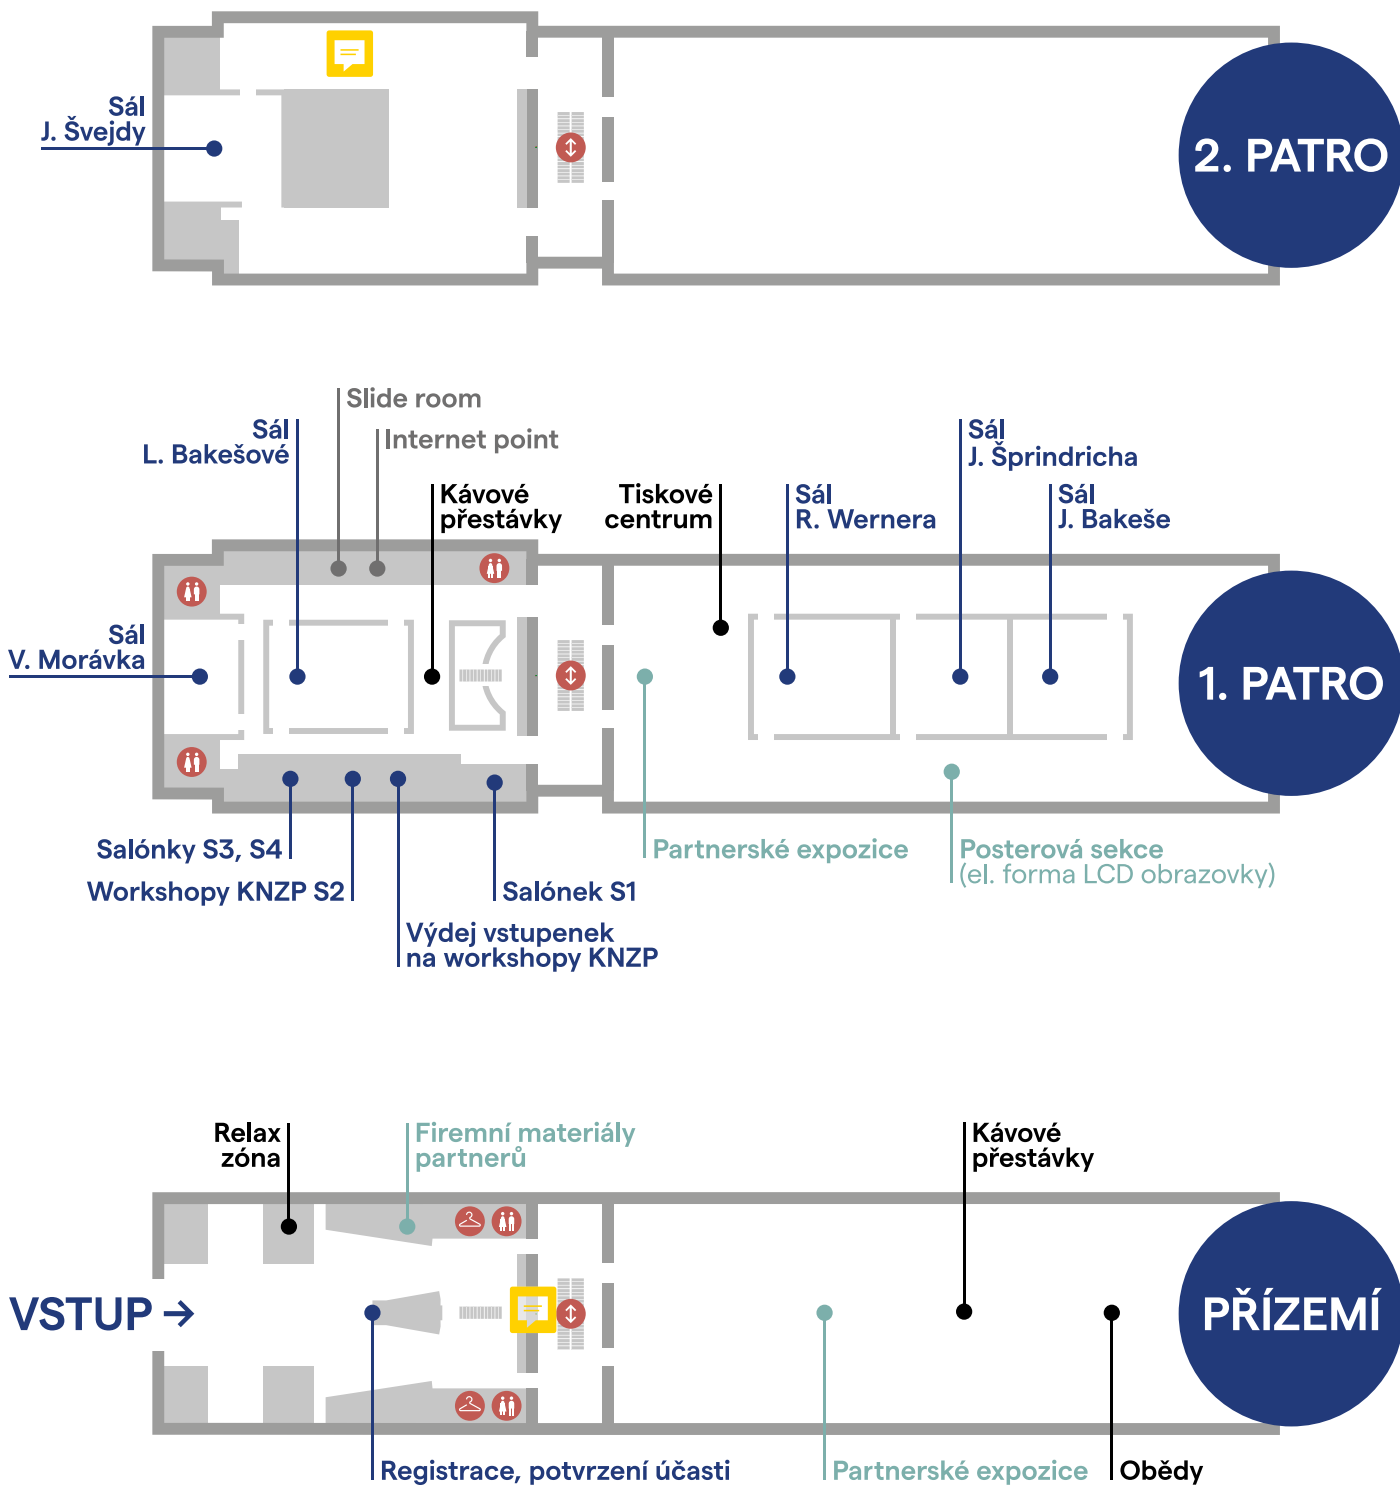 Sál
J. Švejdy
2. PATRO
Slide room
Internet point
Sál
L. Bakešové
Kávové
přestávky
Tiskové
centrum
Sál
R. Wernera
Sál
J. Šprindricha
Sál
J. Bakeše
Sál
V. Morávka
1. PATRO
Salónky S3, S4
Workshopy KNZP S2
Výdej vstupenek
na workshopy KNZP
Salónek S1
Partnerské expozice
Posterová sekce
(el. forma LCD obrazovky)
Relax
zóna
Firemní materiály
partnerů
Kávové
přestávky
VSTUP →
PŘÍZEMÍ
Registrace, potvrzení účasti
Partnerské expozice
Obědy